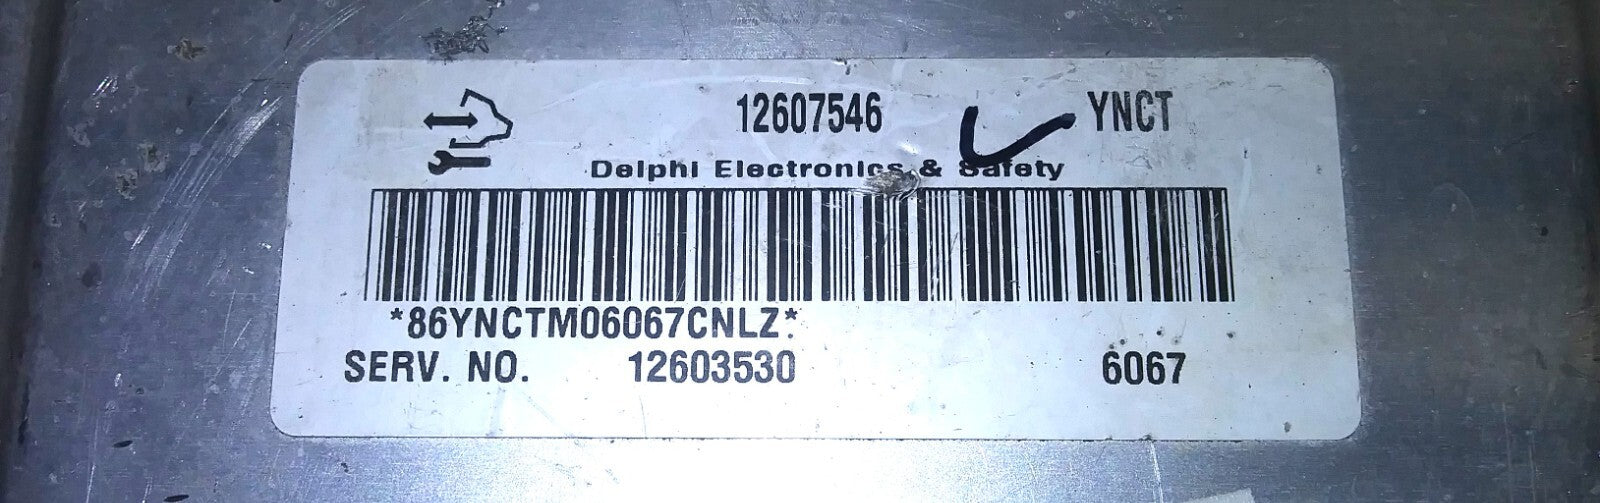 12607546 YNCT
Delphi Electronics & Safety
*86YNCTM06067CNLZ*
SERV. NO. 12603530 6067